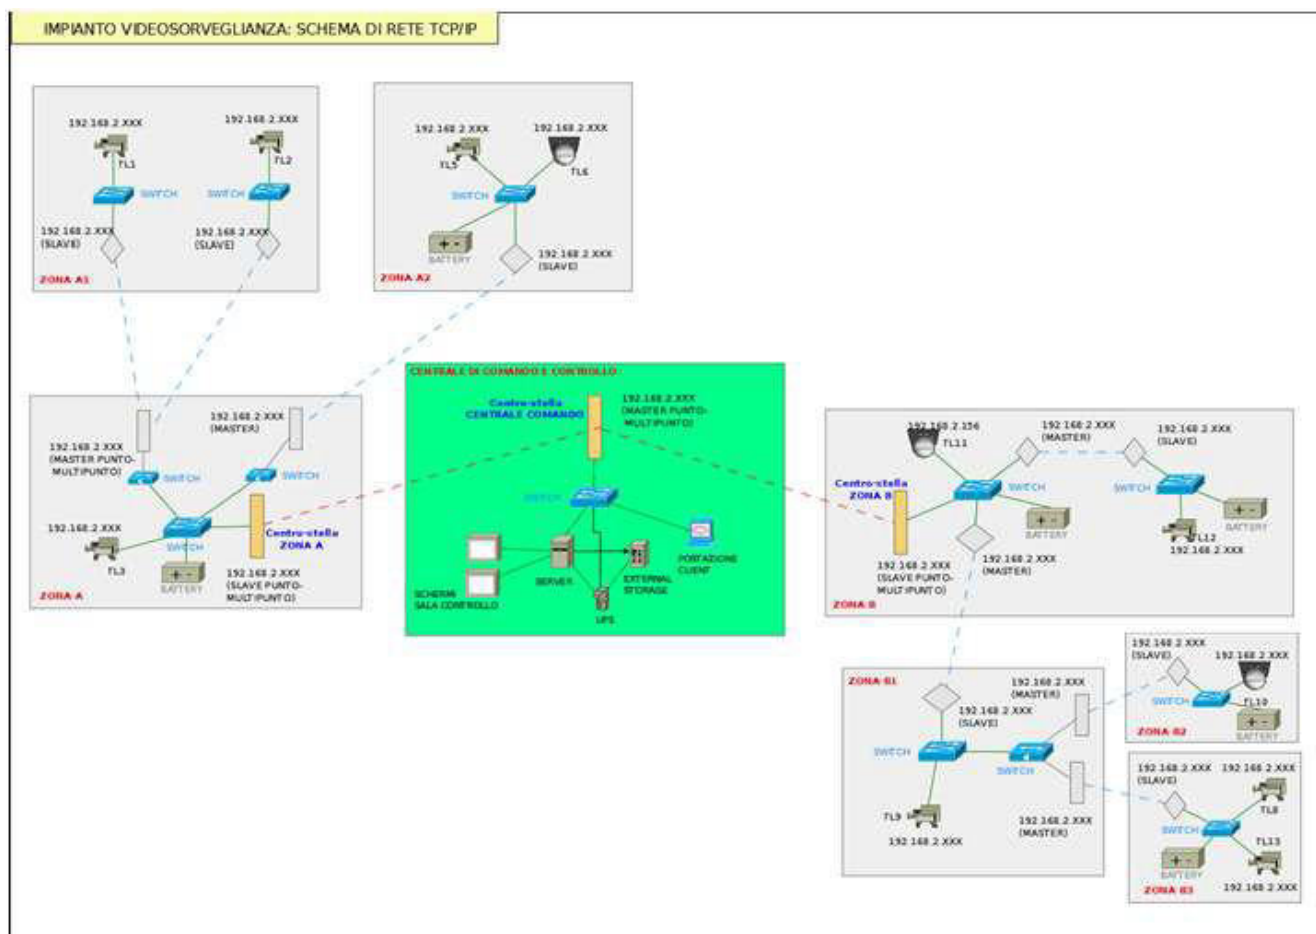 IMPIANTO VIDEOSORVEGLIANZA: SCHEMA DI RETE TCP/IP
192.168.2.XXX
TL1
SWITCH
192.168.2.XXX
(SLAVE)
192.168.2.XXX
TL2
SWITCH
192.168.2.XXX
(SLAVE)
ZONA A1
192.168.2.XXX
TL5
192.168.2.XXX
TL6
SWITCH
BATTERY
192.168.2.XXX
(SLAVE)
ZONA A2
192.168.2.XXX
(MASTER PUNTO-
MULTIPUNTO)
SWITCH
192.168.2.XXX
(MASTER)
SWITCH
192.168.2.XXX
TL3
SWITCH
BATTERY
Centro-stella
ZONA A
192.168.2.XXX
(SLAVE PUNTO-
MULTIPUNTO)
ZONA A
CENTRALE DI COMANDO E CONTROLLO
Centro-stella
CENTRALE COMANDO
192.168.2.XXX
(MASTER PUNTO-
MULTIPUNTO)
SWITCH
SCHERMI
SALA CONTROLLO
SERVER
EXTERNAL
STORAGE
UPS
POSTAZIONE
CLIENT
192.168.2.156
TL11
192.168.2.XXX
(MASTER)
192.168.2.XXX
(SLAVE)
Centro-stella
ZONA B
SWITCH
BATTERY
SWITCH
BATTERY
TL12
192.168.2.XXX
192.168.2.XXX
(SLAVE PUNTO-
MULTIPUNTO)
192.168.2.XXX
(MASTER)
ZONA B
ZONA B1
192.168.2.XXX
(MASTER)
192.168.2.XXX
(SLAVE)
SWITCH
SWITCH
TL9
192.168.2.XXX
192.168.2.XXX
(MASTER)
192.168.2.XXX
(SLAVE)
192.168.2.XXX
SWITCH
TL10
BATTERY
ZONA B2
192.168.2.XXX
(SLAVE)
192.168.2.XXX
TL8
SWITCH
TL13
BATTERY
192.168.2.XXX
ZONA B3